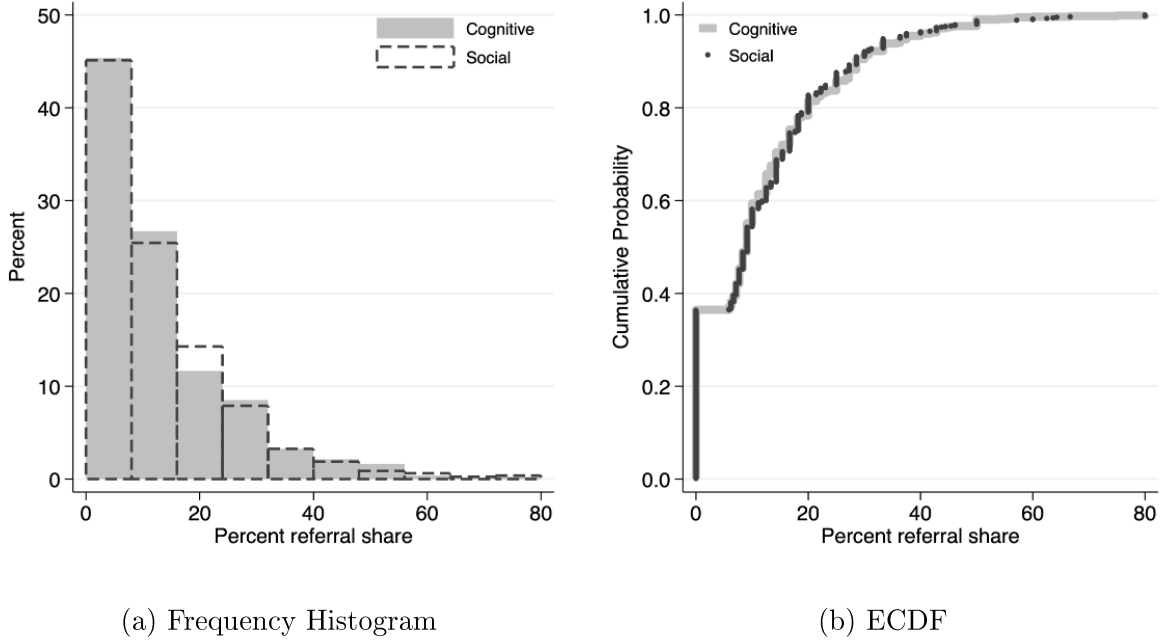 50
40
30
20
10
0
Percent
Cognitive
Social
0 20 40 60 80
Percent referral share
(a) Frequency Histogram
1.0
0.8
0.6
0.4
0.2
0.0
Cumulative Probability
Cognitive
Social
0 20 40 60 80
Percent referral share
(b) ECDF